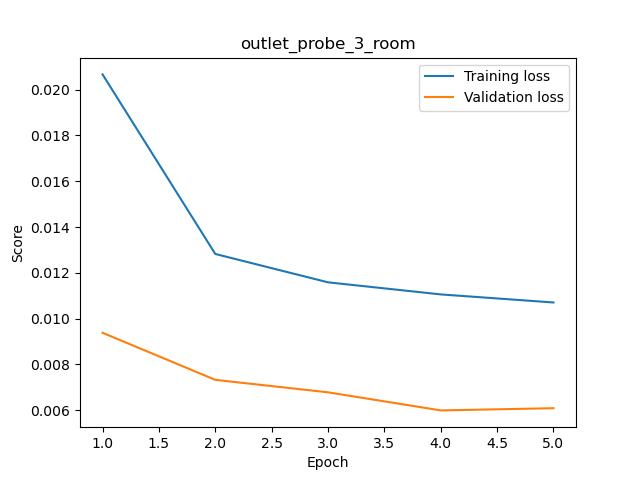 outlet_probe_3_room
Training loss
Validation loss
0.020
0.018
0.016
0.014
0.012
0.010
0.008
0.006
Score
1.0 1.5 2.0 2.5 3.0 3.5 4.0 4.5 5.0
Epoch